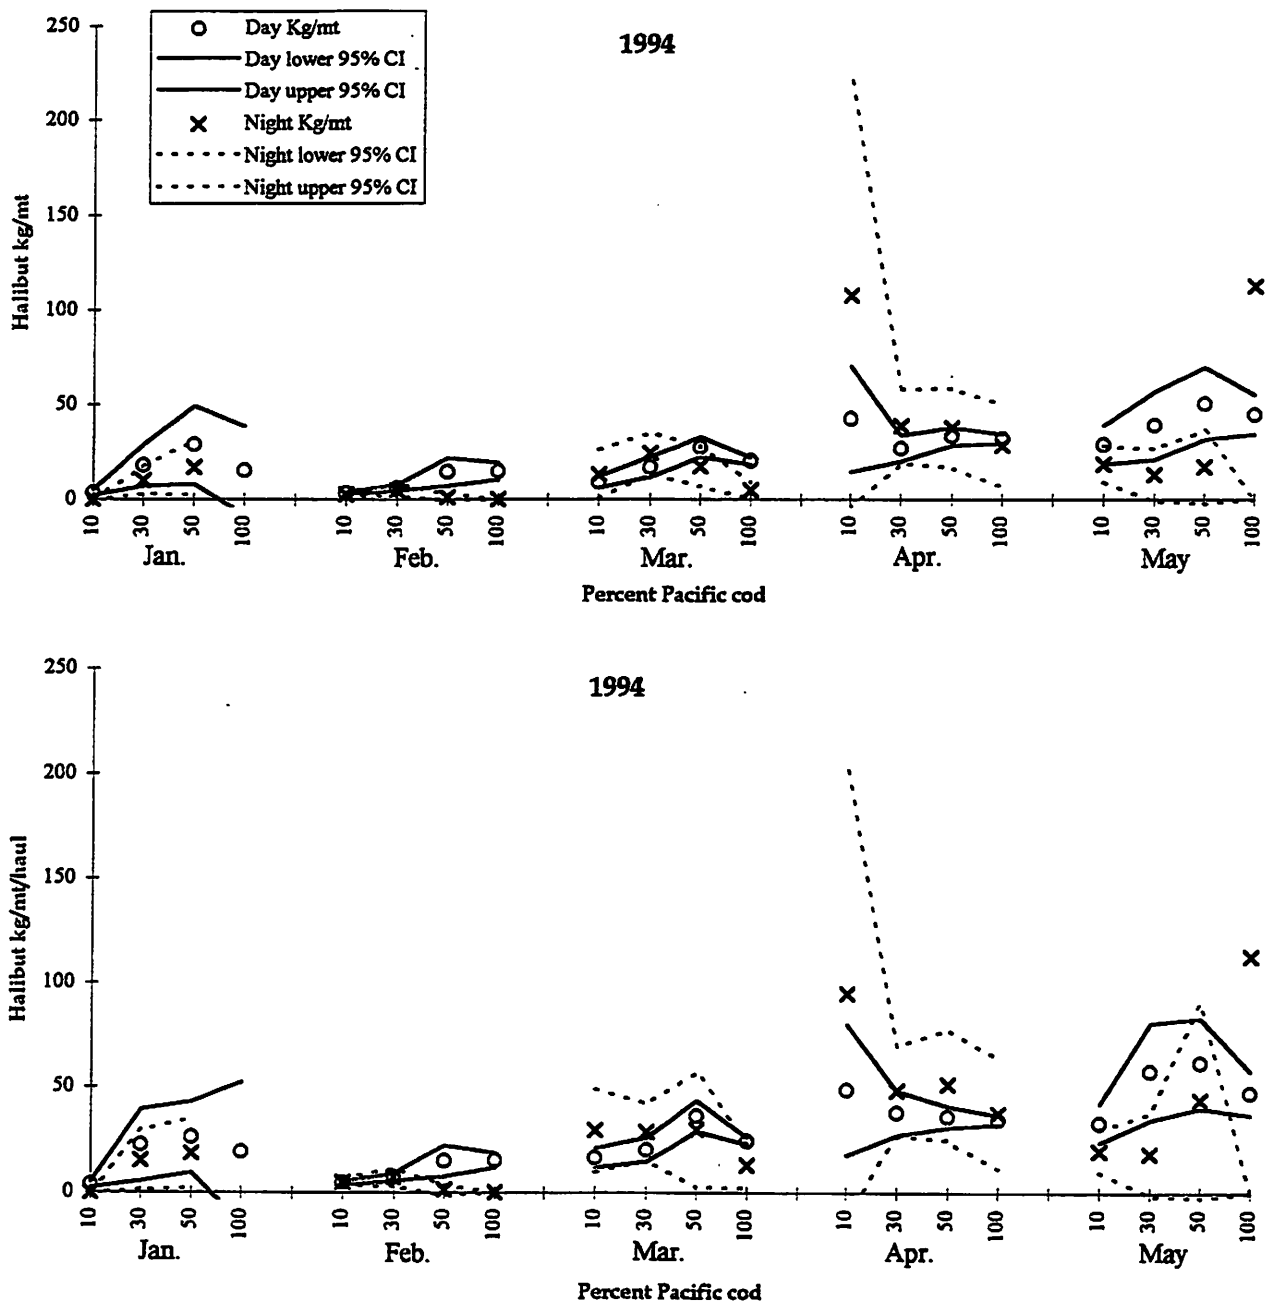 1994
Day Kg/mt
Day lower 95% CI
Day upper 95% CI
Night Kg/mt
Night lower 95% CI
Night upper 95% CI
Halibut kg/mt
250
200
150
100
50
0
10 30 50 100 10 30 50 100 10 30 50 100 10 30 50 100 10 30 50 100
Jan. Feb. Mar. Apr. May
Percent Pacific cod
1994
Halibut kg/mt/haul
250
200
150
100
50
0
10 30 50 100 10 30 50 100 10 30 50 100 10 30 50 100 10 30 50 100
Jan. Feb. Mar. Apr. May
Percent Pacific cod